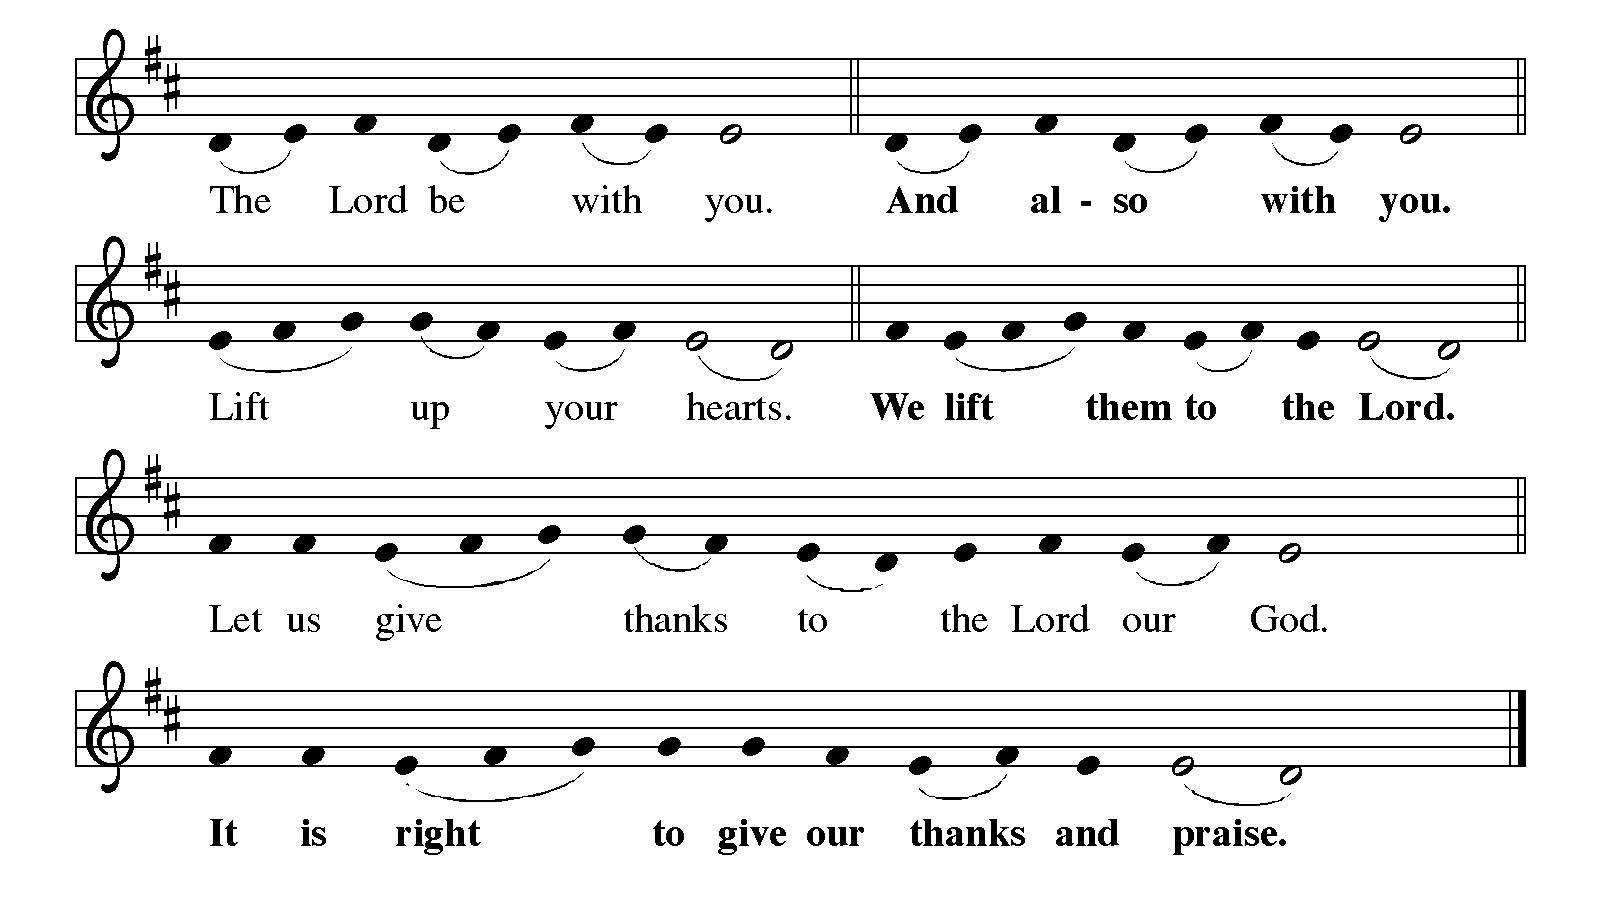 The Lord be with you. And al - so with you.
Lift up your hearts. We lift them to the Lord.
Let us give thanks to the Lord our God.
It is right to give our thanks and praise.